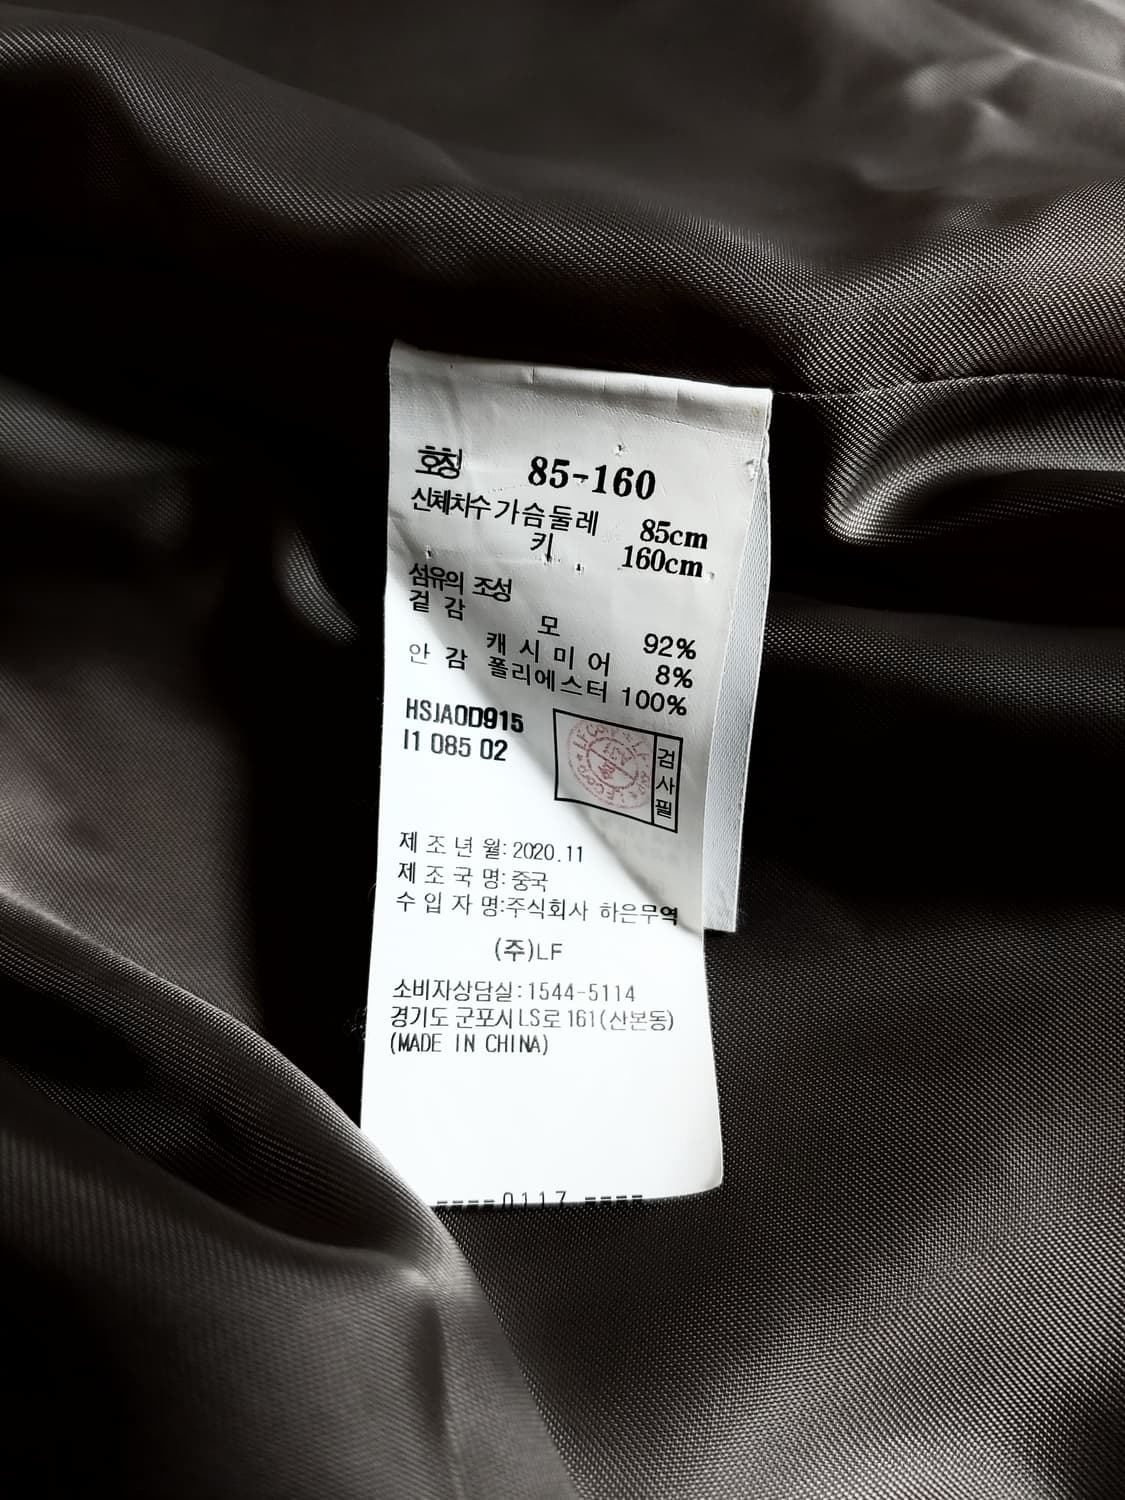 호칭 85-160
신체치수 가슴둘레 85cm
키 160cm
섬유의 조성
겉감 모 92%
캐시미어 8%
안감 폴리에스터 100%
HSJAOD915
I1 085 02
검사필
제조년월: 2020.11
제조국명: 중국
수입자명:주식회사 하은무역
(주)LF
소비자상담실:1544-5114
경기도 군포시 LS로 161(산본동)
(MADE IN CHINA)
====0117 ====